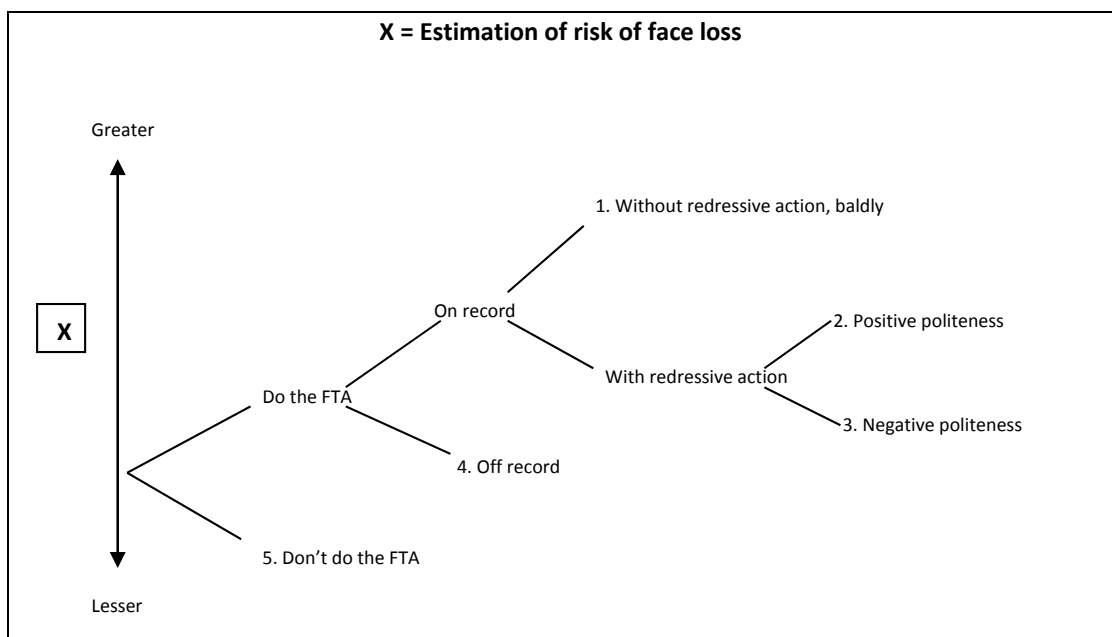 X = Estimation of risk of face loss
Greater
1. Without redressive action, baldly
On record
2. Positive politeness
X
With redressive action
Do the FTA
3. Negative politeness
4. Off record
5. Don’t do the FTA
Lesser